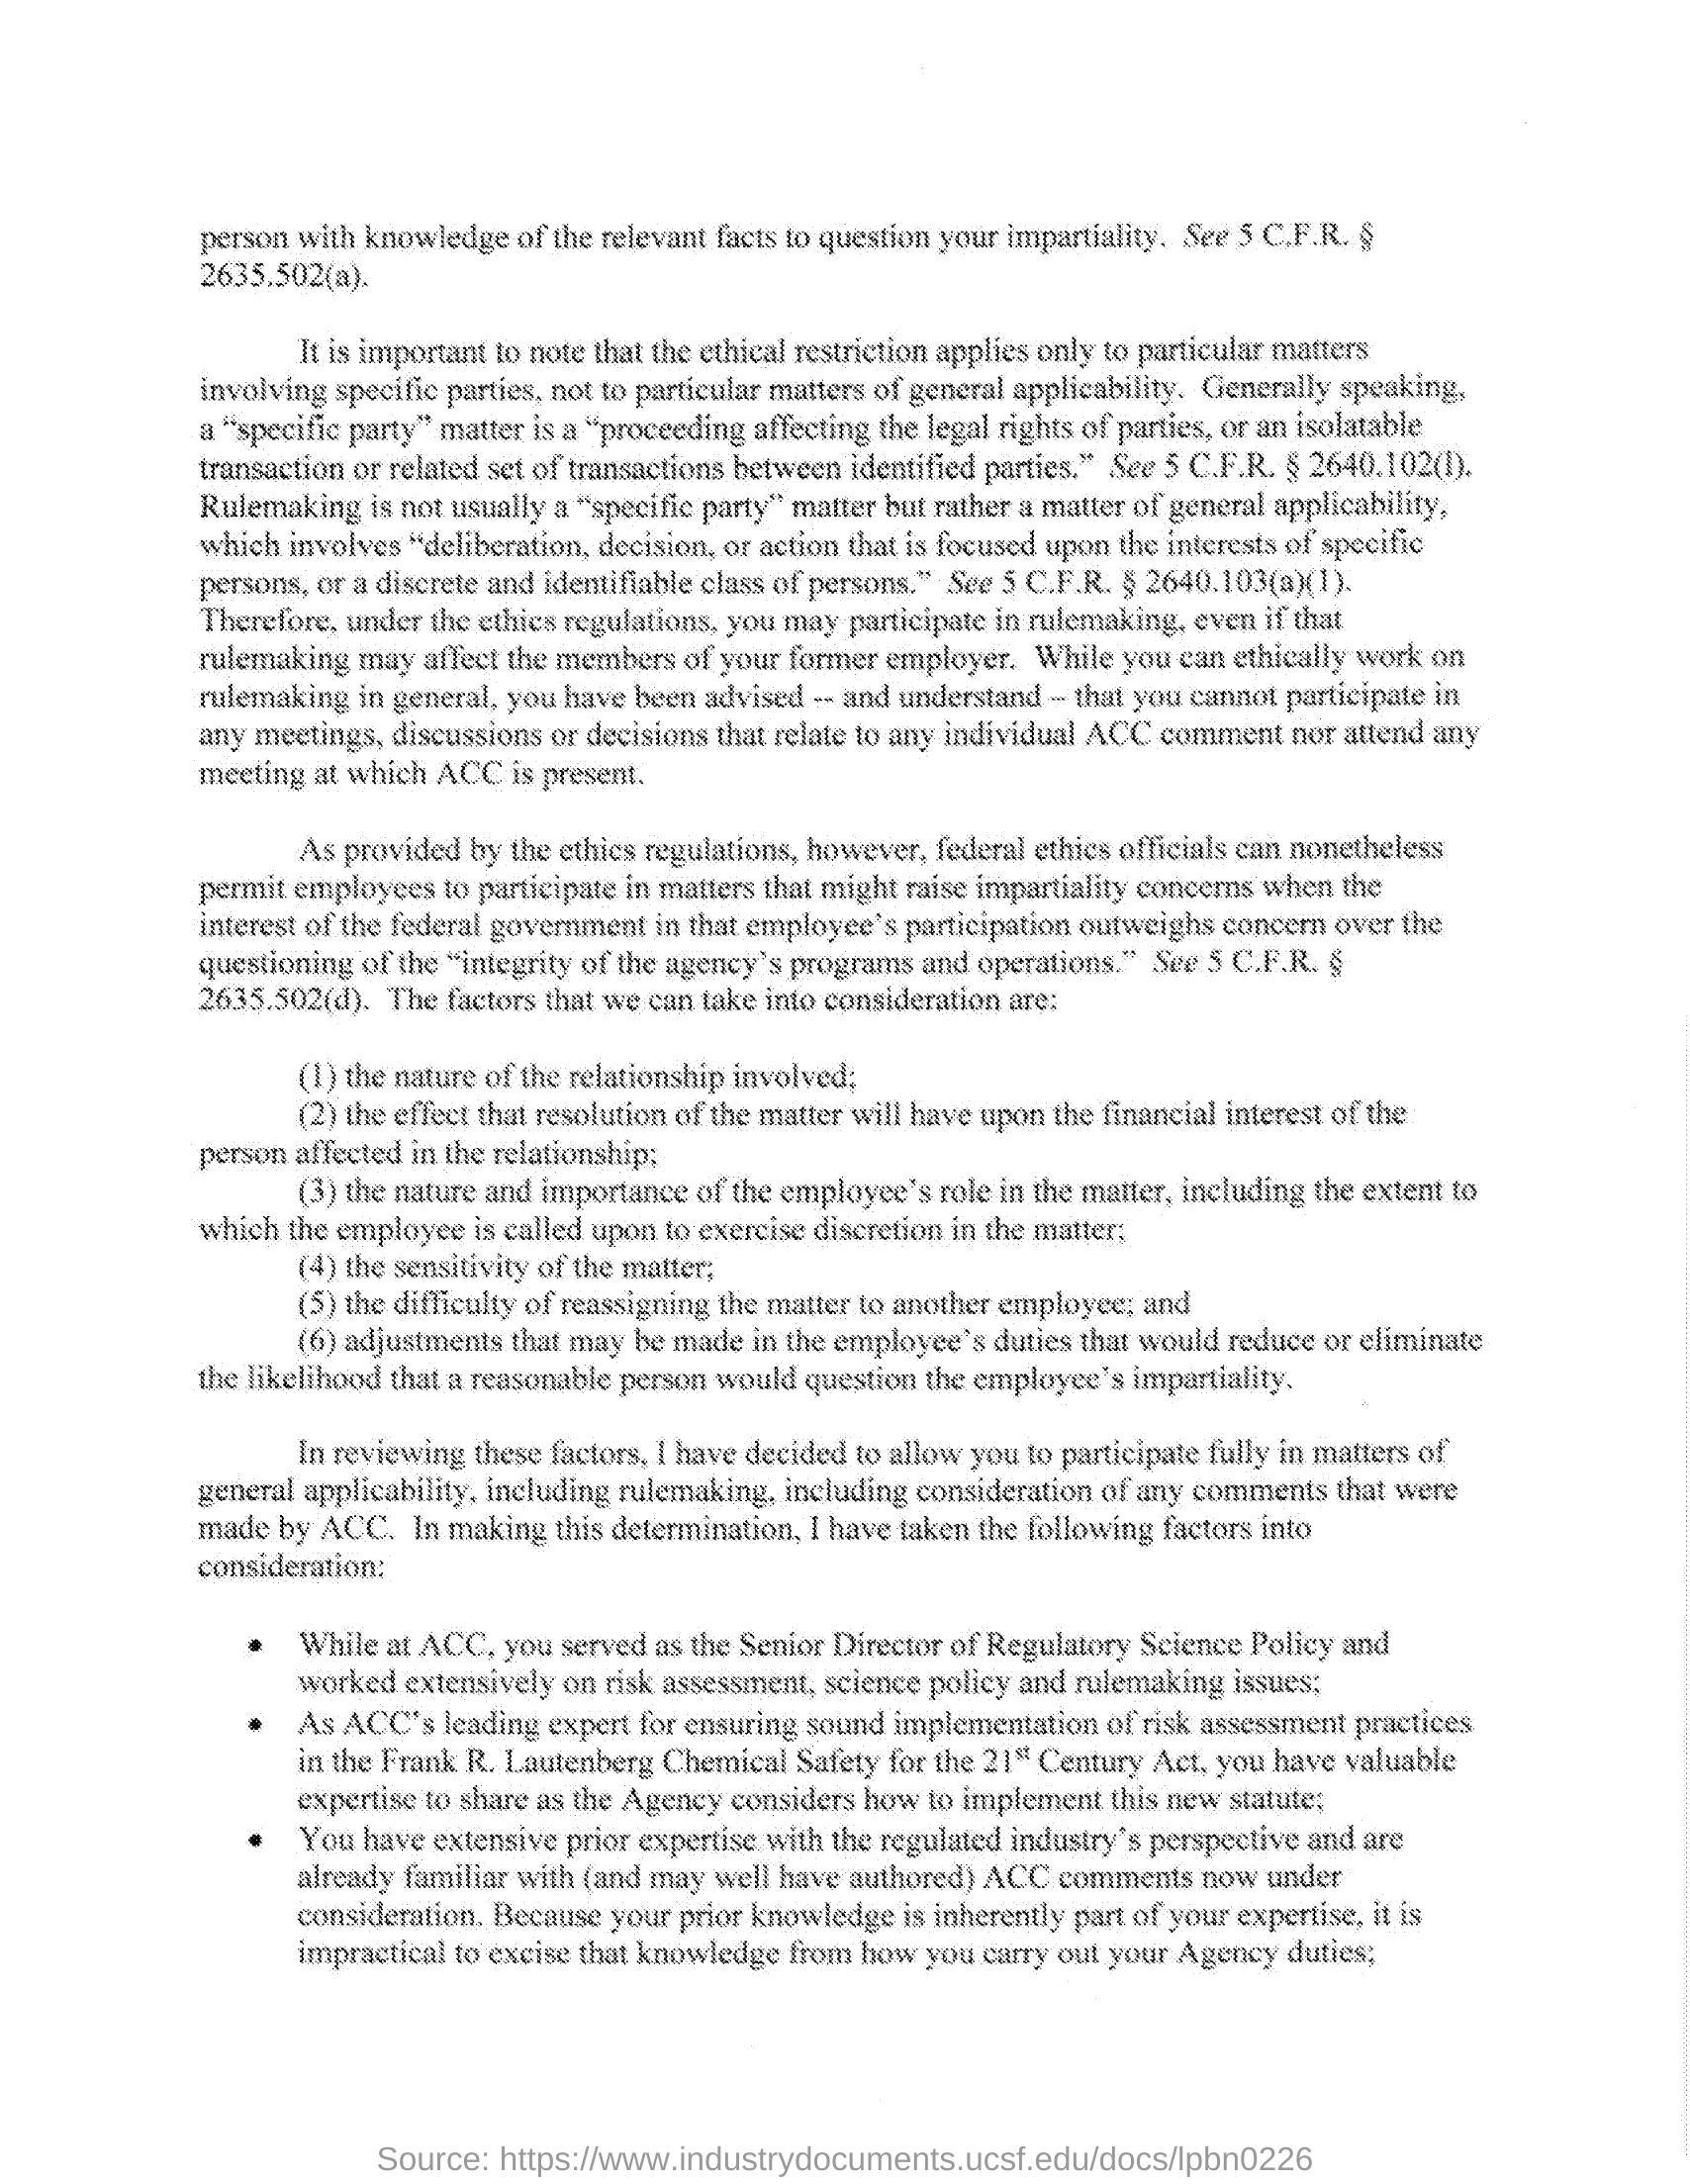 person with knowledge of the relevant facts to question your impartiality. See 5 C.F.R. §
2635.502(a).
It is important to note that the ethical restriction applies only to particular matters
involving specific parties, not to particular matters of general applicability. Generally speaking,
a “specific party” matter is a “proceeding affecting the legal rights of parties, or an isolatable
transaction or related set of transactions between identified parties.” See 5 C.F.R. § 2640.102(l).
Rulemaking is not usually a “specific party” matter but rather a matter of general applicability,
which involves “deliberation, decision, or action that is focused upon the interests of specific
persons, or a discrete and identifiable class of persons.” See 5 C.F.R. § 2640.103(a)(1).
Therefore, under the ethics regulations, you may participate in rulemaking, even if that
rulemaking may affect the members of your former employer. While you can ethically work on
rulemaking in general, you have been advised -- and understand – that you cannot participate in
any meetings, discussions or decisions that relate to any individual ACC comment nor attend any
meeting at which ACC is present.
As provided by the ethics regulations, however, federal ethics officials can nonetheless
permit employees to participate in matters that might raise impartiality concerns when the
interest of the federal government in that employee’s participation outweighs concern over the
questioning of the “integrity of the agency’s programs and operations.” See 5 C.F.R. §
2635.502(d). The factors that we can take into consideration are:
(1) the nature of the relationship involved;
(2) the effect that resolution of the matter will have upon the financial interest of the
person affected in the relationship;
(3) the nature and importance of the employee’s role in the matter, including the extent to
which the employee is called upon to exercise discretion in the matter;
(4) the sensitivity of the matter;
(5) the difficulty of reassigning the matter to another employee; and
(6) adjustments that may be made in the employee’s duties that would reduce or eliminate
the likelihood that a reasonable person would question the employee’s impartiality.
In reviewing these factors, I have decided to allow you to participate fully in matters of
general applicability, including rulemaking, including consideration of any comments that were
made by ACC. In making this determination, I have taken the following factors into
consideration:
• While at ACC, you served as the Senior Director of Regulatory Science Policy and
worked extensively on risk assessment, science policy and rulemaking issues;
• As ACC’s leading expert for ensuring sound implementation of risk assessment practices
in the Frank R. Lautenberg Chemical Safety for the 21st Century Act, you have valuable
expertise to share as the Agency considers how to implement this new statute;
• You have extensive prior expertise with the regulated industry’s perspective and are
already familiar with (and may well have authored) ACC comments now under
consideration. Because your prior knowledge is inherently part of your expertise, it is
impractical to excise that knowledge from how you carry out your Agency duties;
Source: https://www.industrydocuments.ucsf.edu/docs/lpbn0226